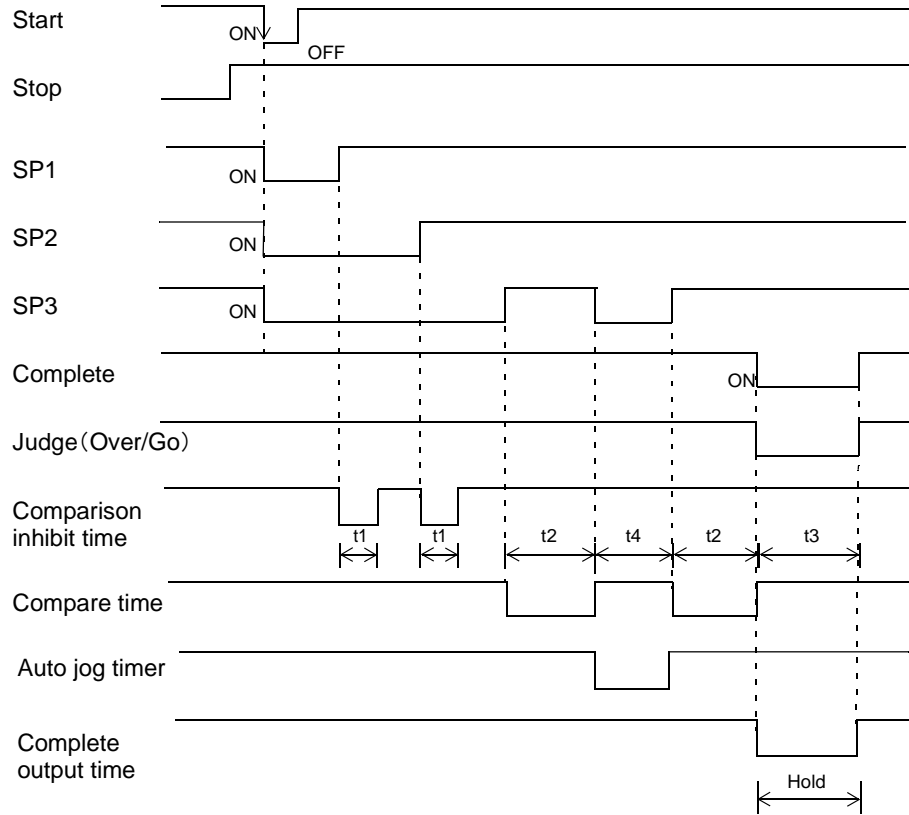 Start
ON
OFF
Stop
SP1
ON
SP2
ON
SP3
ON
Complete
ON
Judge（Over/Go）
Comparison
inhibit time
t1
t1
t2
t4
t2
t3
Compare time
Auto jog timer
Complete
output time
Hold